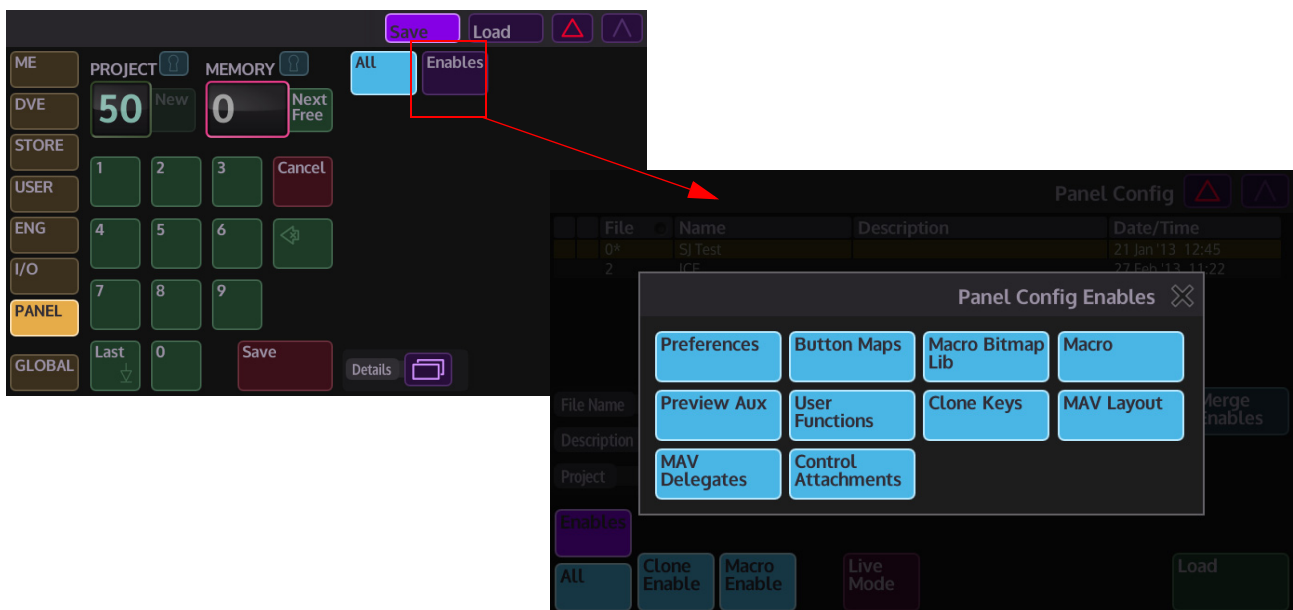 Save
Load
ME
DVE
STORE
USER
ENG
I/O
PANEL
GLOBAL
PROJECT
MEMORY
50
New
0
Next
Free
All
Enables
1
2
3
Cancel
4
5
6
7
8
9
Last
0
Save
Details
Panel Config
File Name Description Date/Time
0* SJ Test 21 Jan '13 12:45
2 ICE 27 Feb '13 11:22
Panel Config Enables
Preferences
Button Maps
Macro Bitmap
Lib
Macro
Preview Aux
User
Functions
Clone Keys
MAV Layout
MAV
Delegates
Control
Attachments
File Name
Description
Project
Merge
Enables
Enables
All
Clone
Enable
Macro
Enable
Live
Mode
Load